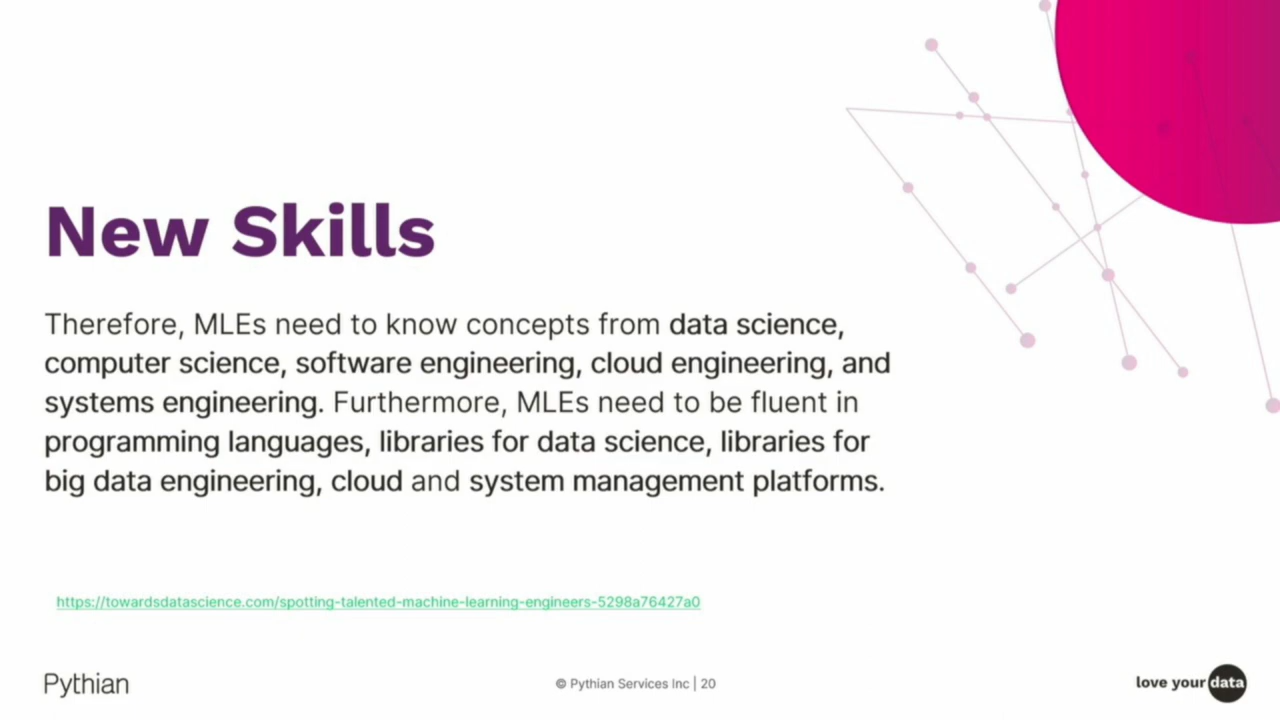 New Skills
Therefore, MLEs need to know concepts from data science,
computer science, software engineering, cloud engineering, and
systems engineering. Furthermore, MLEs need to be fluent in
programming languages, libraries for data science, libraries for
big data engineering, cloud and system management platforms.
https://towardsdatascience.com/spotting-talented-machine-learning-engineers-5298a76427a0
Pythian
© Pythian Services Inc | 20
love your data